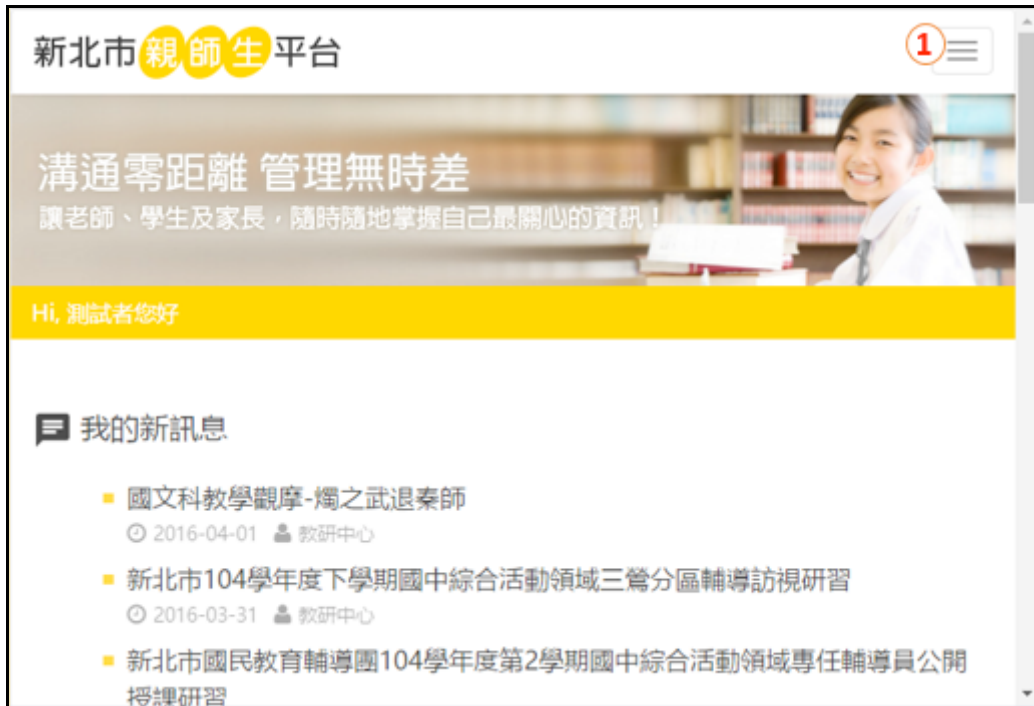 新北市親師生平台
1
溝通零距離 管理無時差
讓老師、學生及家長，隨時隨地掌握自己最關心的資訊！
Hi, 測試者您好
我的新訊息
國文科教學觀摩-燭之武退秦師
2016-04-01 教研中心
新北市104學年度下學期國中綜合活動領域三鶯分區輔導訪視研習
2016-03-31 教研中心
新北市國民教育輔導團104學年度第2學期國中綜合活動領域專任輔導員公開
授課研習